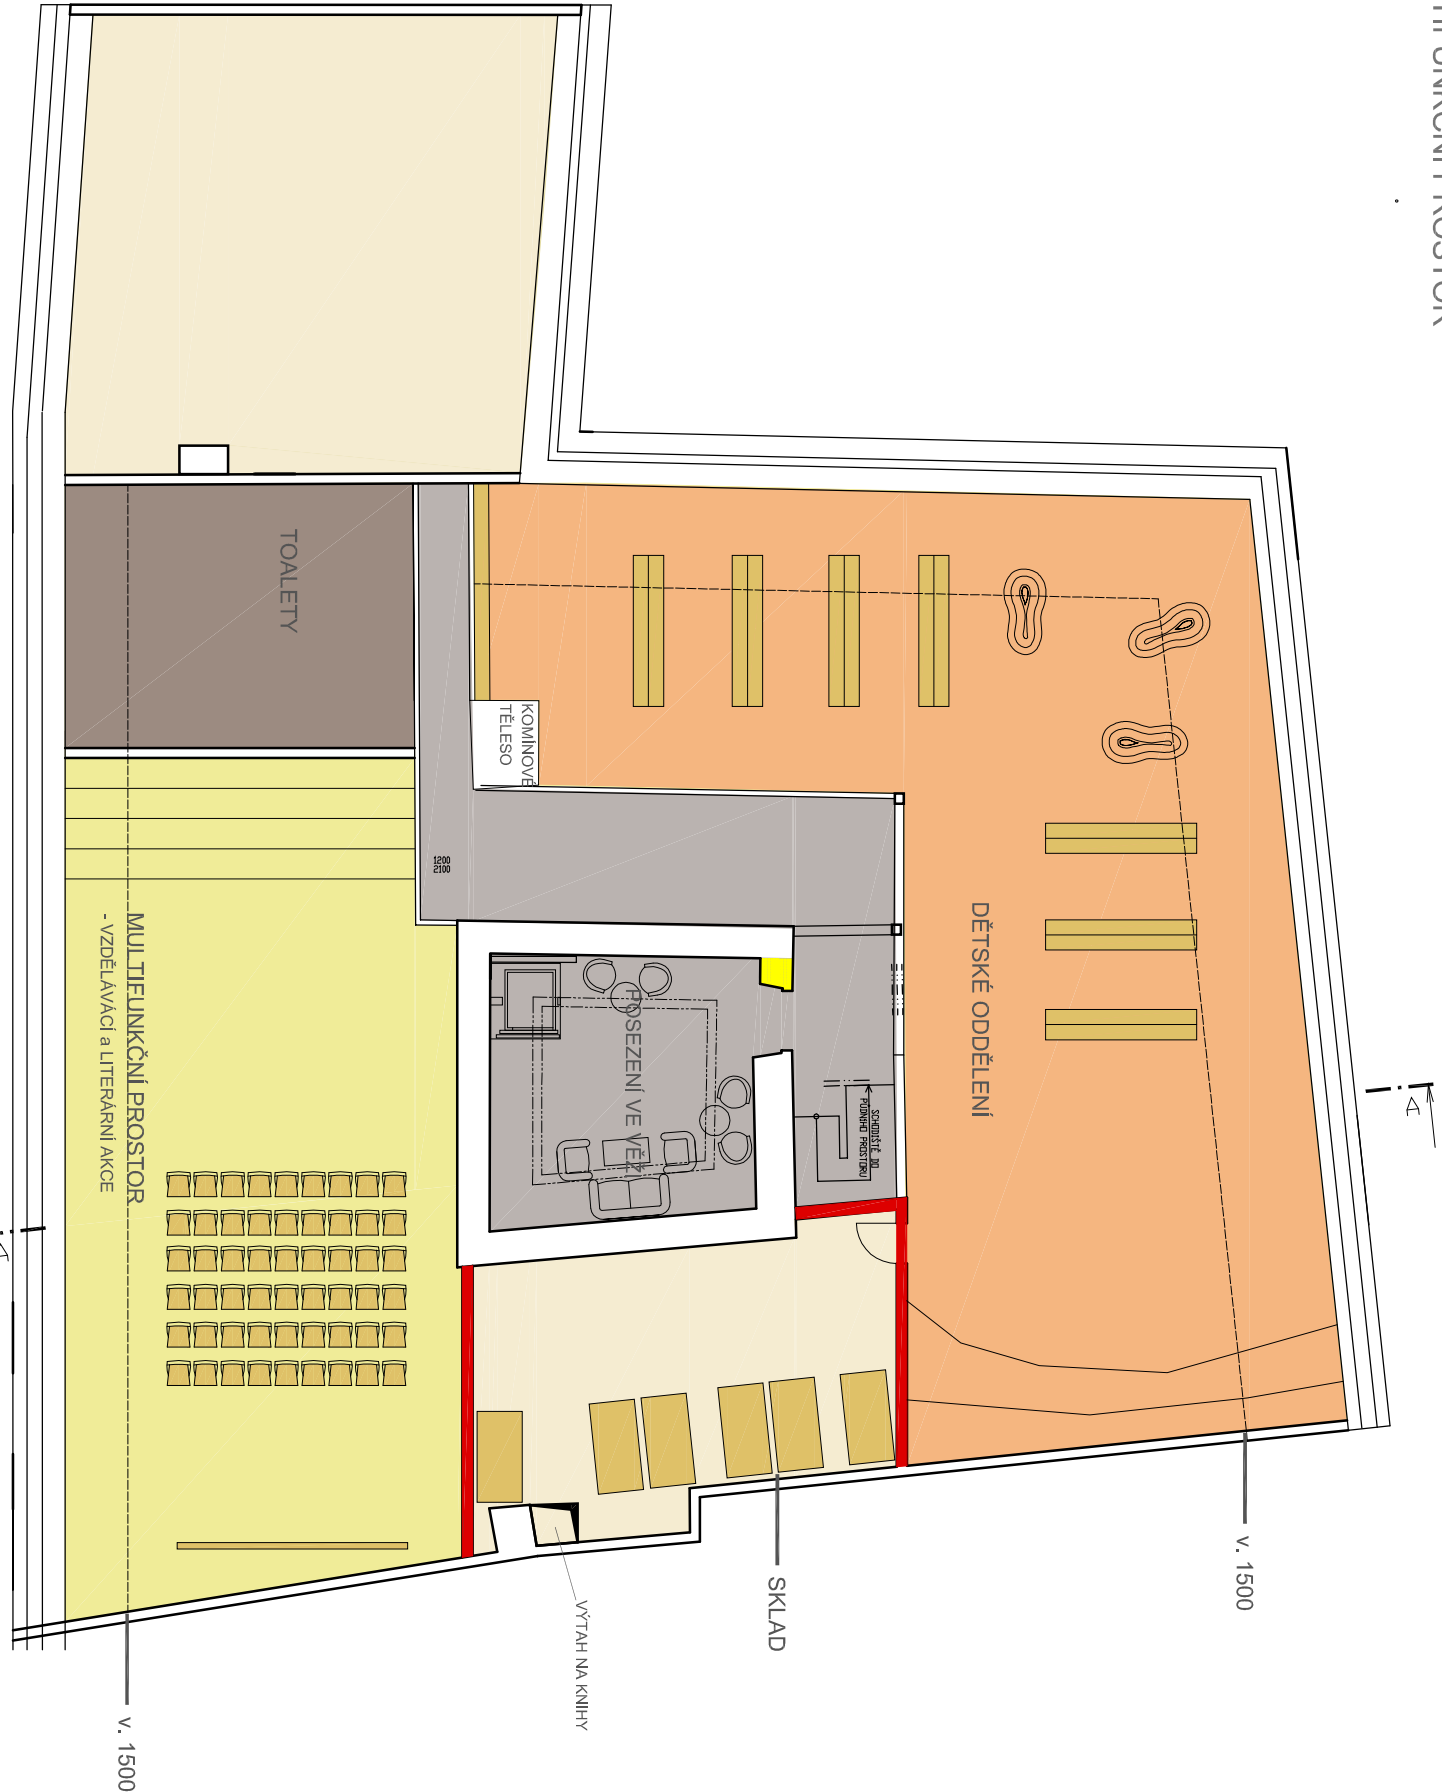 TOALETY
KOMÍNOVÉ
TĚLESO
1200
2100
MULTIFUNKČNÍ PROSTOR
- VZDĚLÁVÁCÍ a LITERÁRNÍ AKCE
POSEZENÍ VE VĚŽI
DĚTSKÉ ODDĚLENÍ
SCHODIŠTĚ DO
PŮDNÍHO PROSTORU
A
A
SKLAD
VÝTAH NA KNIHY
v. 1500
v. 1500